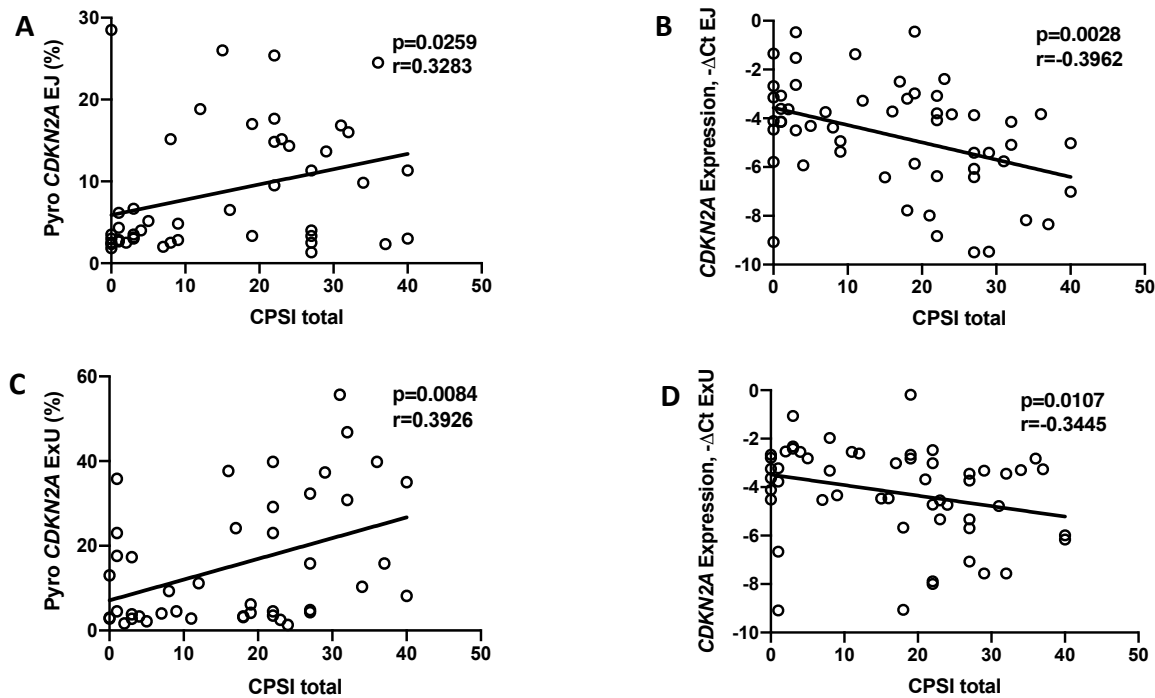 A
Pyro CDKN2A EJ (%)
30
20
10
0
0 10 20 30 40 50
CPSI total
p=0.0259
r=0.3283
B
CDKN2A Expression, -ΔCt EJ
0
-2
-4
-6
-8
-10
0 10 20 30 40 50
CPSI total
p=0.0028
r=-0.3962
C
Pyro CDKN2A ExU (%)
60
40
20
0
0 10 20 30 40 50
CPSI total
p=0.0084
r=0.3926
D
CDKN2A Expression, -ΔCt ExU
0
-2
-4
-6
-8
-10
0 10 20 30 40 50
CPSI total
p=0.0107
r=-0.3445